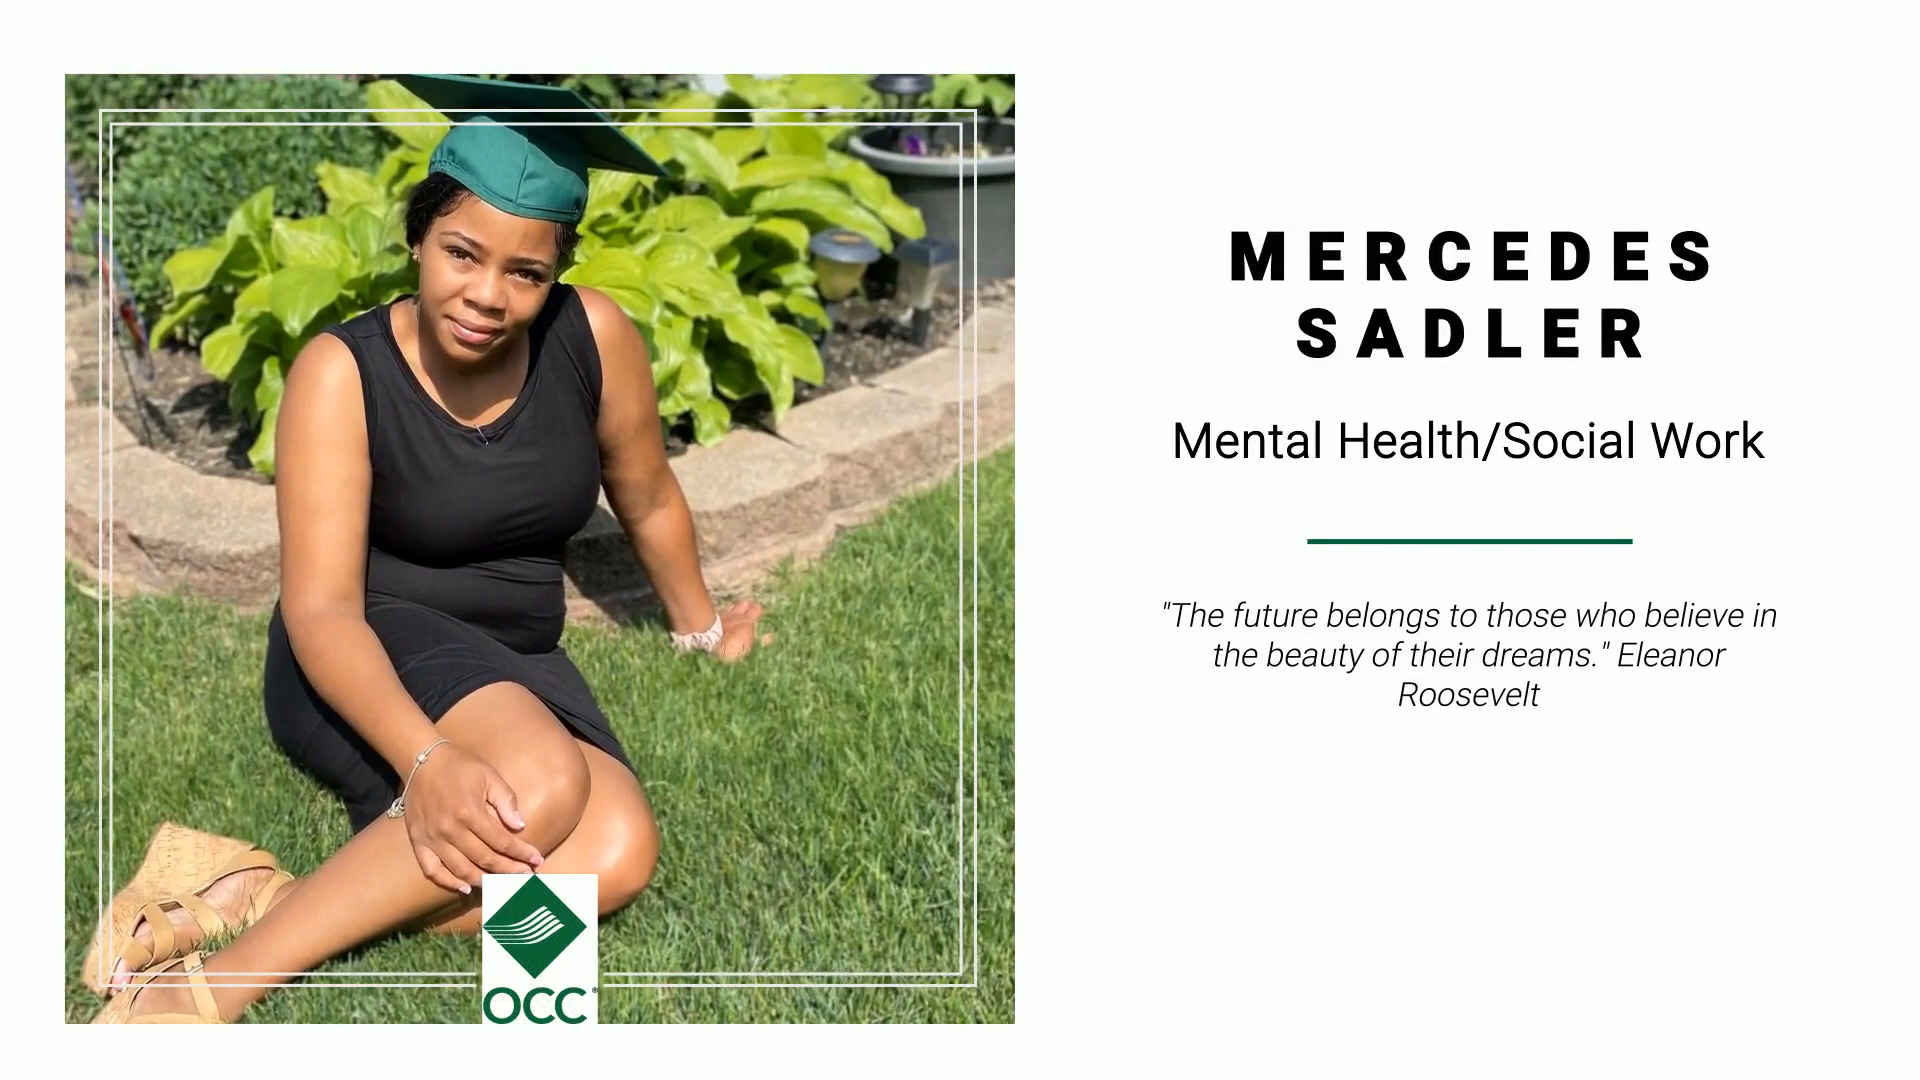 MERCEDES
SADLER
Mental Health/Social Work
"The future belongs to those who believe in
the beauty of their dreams." Eleanor
Roosevelt
OCC®